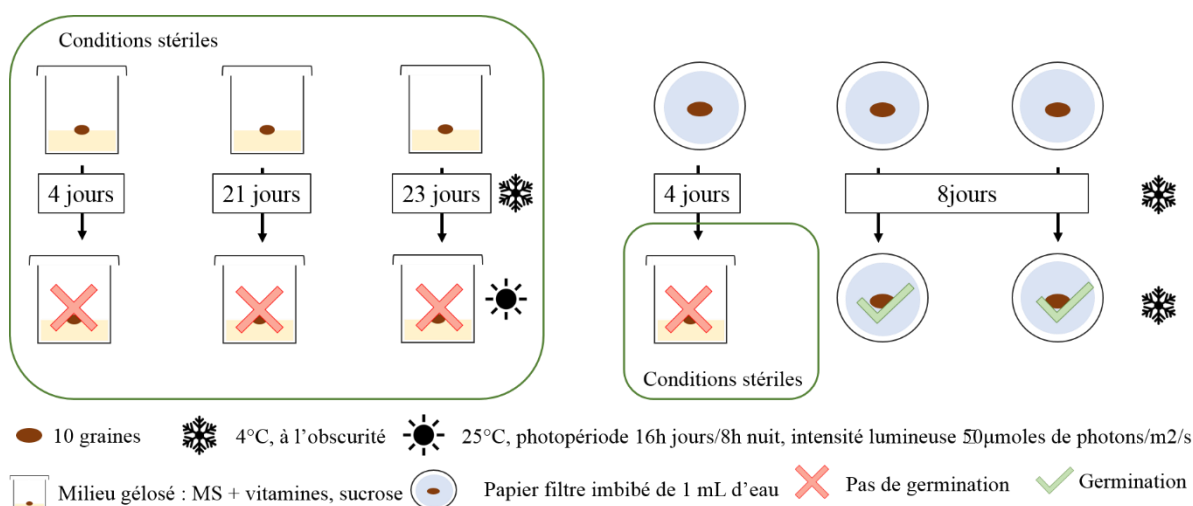 Conditions stériles
4 jours
21 jours
23 jours
4 jours
8jours
Conditions stériles
10 graines
4°C, à l’obscurité
25°C, photopériode 16h jours/8h nuit, intensité lumineuse 50µmoles de photons/m2/s
Milieu gélosé : MS + vitamines, sucrose
Papier filtre imbibé de 1 mL d’eau
Pas de germination
Germination